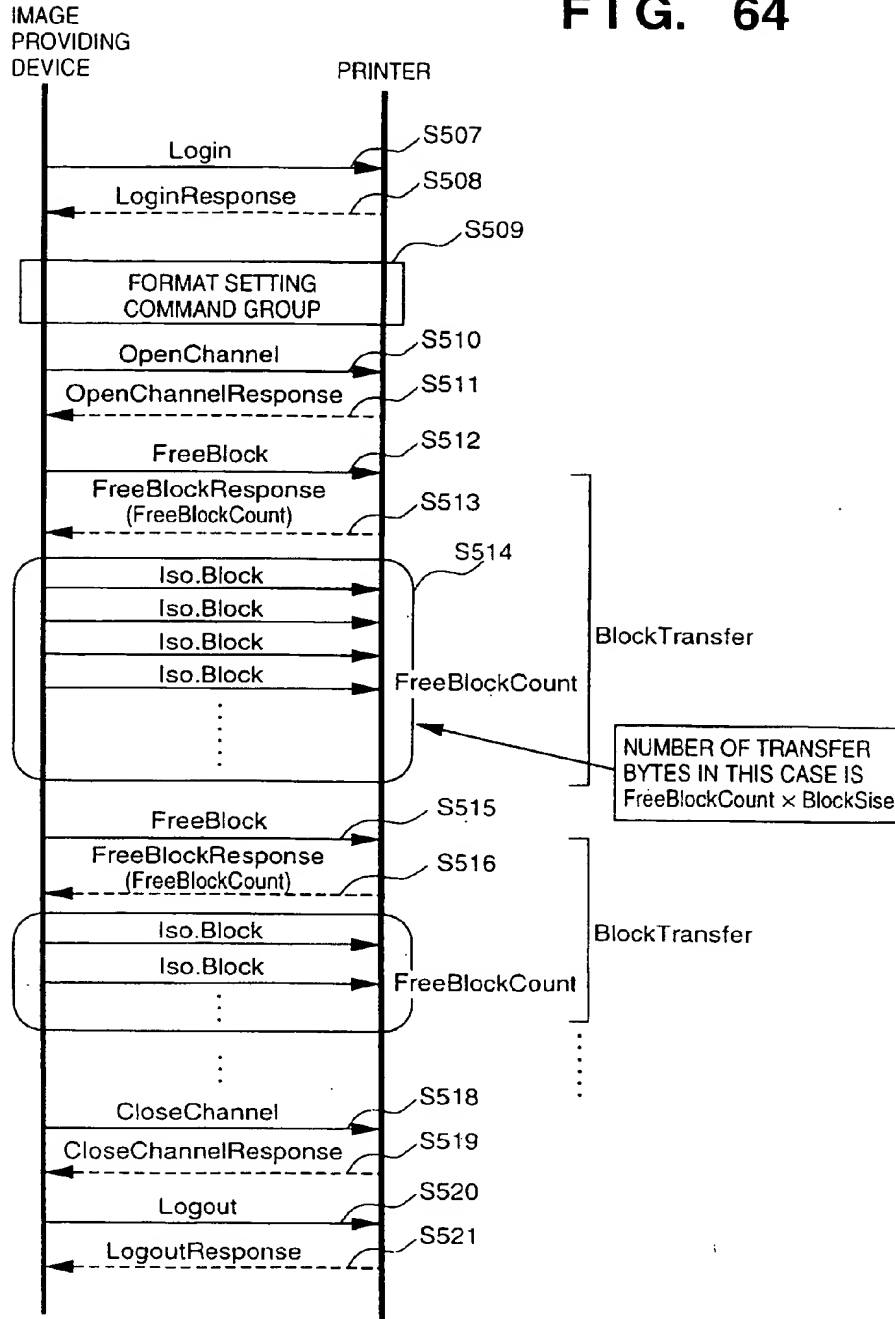 FIG. 64
IMAGE
PROVIDING
DEVICE
PRINTER
Login
S507
LoginResponse
S508
S509
FORMAT SETTING
COMMAND GROUP
OpenChannel
S510
OpenChannelResponse
S511
FreeBlock
S512
FreeBlockResponse
(FreeBlockCount)
S513
S514
Iso.Block
Iso.Block
Iso.Block
Iso.Block
FreeBlockCount
BlockTransfer
NUMBER OF TRANSFER
BYTES IN THIS CASE IS
FreeBlockCount × BlockSise
FreeBlock
S515
FreeBlockResponse
(FreeBlockCount)
S516
Iso.Block
Iso.Block
FreeBlockCount
BlockTransfer
CloseChannel
S518
CloseChannelResponse
S519
Logout
S520
LogoutResponse
S521